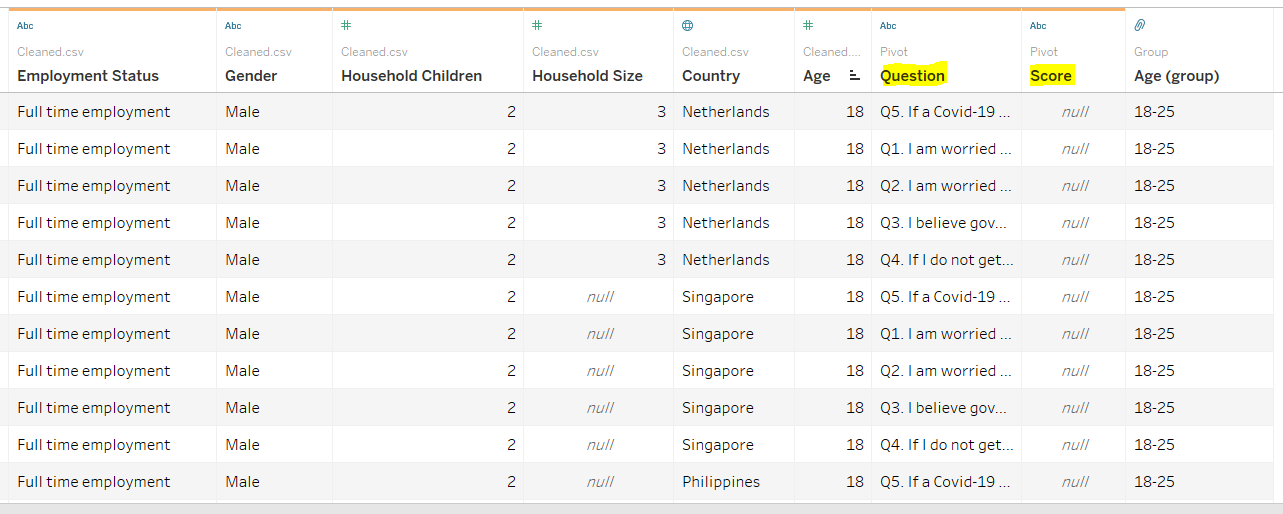 Abc Abc # # # Abc Abc
Cleaned.csv Cleaned.csv Cleaned.csv Cleaned.csv Cleaned.csv Cleaned.... Pivot Pivot Group
Employment Status Gender Household Children Household Size Country Age Question Score Age (group)
Full time employment Male 2 3 Netherlands 18 Q5. If a Covid-19 ... null 18-25
Full time employment Male 2 3 Netherlands 18 Q1. I am worried ... null 18-25
Full time employment Male 2 3 Netherlands 18 Q2. I am worried ... null 18-25
Full time employment Male 2 3 Netherlands 18 Q3. I believe gov... null 18-25
Full time employment Male 2 3 Netherlands 18 Q4. If I do not get... null 18-25
Full time employment Male 2 null Singapore 18 Q5. If a Covid-19 ... null 18-25
Full time employment Male 2 null Singapore 18 Q1. I am worried ... null 18-25
Full time employment Male 2 null Singapore 18 Q2. I am worried ... null 18-25
Full time employment Male 2 null Singapore 18 Q3. I believe gov... null 18-25
Full time employment Male 2 null Singapore 18 Q4. If I do not get... null 18-25
Full time employment Male 2 null Philippines 18 Q5. If a Covid-19 ... null 18-25